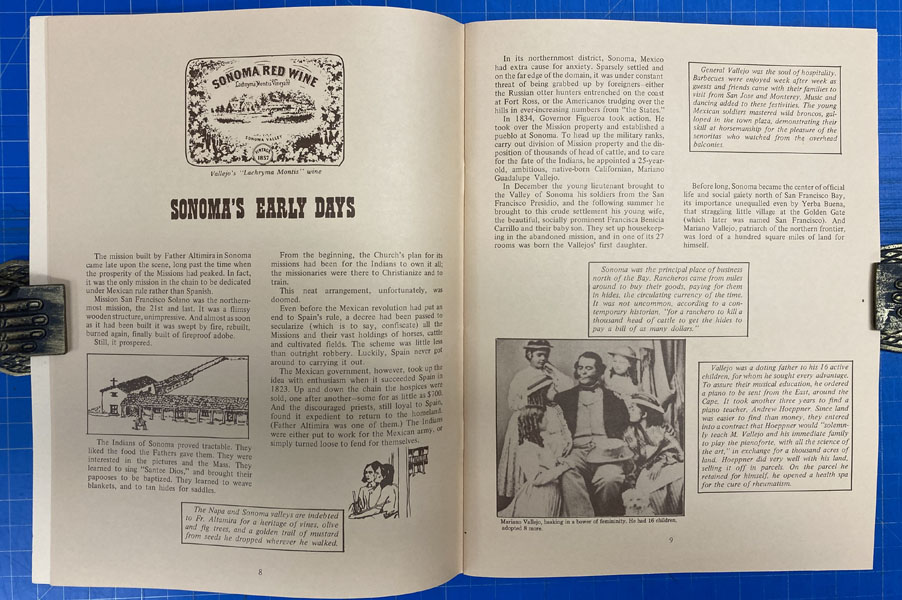 SONOMA RED WINE
Lachryma Montis Vineyard
SONOMA VALLEY
VINTAGE
1857
Vallejo's "Lachryma Montis" wine
SONOMA'S EARLY DAYS
The mission built by Father Altimira in Sonoma
came late upon the scene, long past the time when
the prosperity of the Missions had peaked. In fact,
it was the only mission in the chain to be dedicated
under Mexican rule rather than Spanish.
Mission San Francisco Solano was the northern-
most mission, the 21st and last. It was a flimsy
wooden structure, unimpressive. And almost as soon
as it had been built it was swept by fire, rebuilt,
burned again, finally built of fireproof adobe.
Still, it prospered.
The Indians of Sonoma proved tractable. They
liked the food the Fathers gave them. They were
interested in the pictures and the Mass. They
learned to sing "Santee Dios," and brought their
papooses to be baptized. They learned to weave
blankets, and to tan hides for saddles.
The Napa and Sonoma valleys are indebted
to Fr. Altamira for a heritage of vines, olive
and fig trees, and a golden trail of mustard
from seeds he dropped wherever he walked.
From the beginning, the Church's plan for its
missions had been for the Indians to own it all;
the missionaries were there to Christianize and to
train.
This neat arrangement, unfortunately, was
doomed.
Even before the Mexican revolution had put an
end to Spain's rule, a decree had been passed to
secularize (which is to say, confiscate) all the
Missions and their vast holdings of horses, cattle
and cultivated fields. The scheme was little less
than outright robbery. Luckily, Spain never got
around to carrying it out.
The Mexican government, however, took up the
idea with enthusiasm when it succeeded Spain in
1823. Up and down the chain the hospices were
sold, one after another--some for as little as $700.
And the discouraged priests, still loyal to Spain,
found it expedient to return to the homeland.
(Father Altimira was one of them.) The Indians
were either put to work for the Mexican army, or
simply turned loose to fend for themselves.
8
In its northernmost district, Sonoma, Mexico
had extra cause for anxiety. Sparsely settled and
on the far edge of the domain, it was under constant
threat of being grabbed up by foreigners--either
the Russian otter hunters entrenched on the coast
at Fort Ross, or the Americanos trudging over the
hills in ever-increasing numbers from "the States."
In 1834, Governor Figueroa took action. He
took over the Mission property and established a
pueblo at Sonoma. To head up the military ranks,
carry out division of Mission property and the dis-
position of thousands of head of cattle, and to care
for the fate of the Indians, he appointed a 25-year-
old, ambitious, native-born Californian, Mariano
Guadalupe Vallejo.
In December the young lieutenant brought to
the Valley of Sonoma his soldiers from the San
Francisco Presidio, and the following summer he
brought to this crude settlement his young wife,
the beautiful, socially prominent Francisca Benicia
Carrillo and their baby son. They set up housekeep-
ing in the abandoned mission, and in one of its 27
rooms was born the Vallejos' first daughter.
General Vallejo was the soul of hospitality.
Barbecues were enjoyed week after week as
guests and friends came with their families to
visit from San Jose and Monterey. Music and
dancing added to these festivities. The young
Mexican soldiers mastered wild broncos, gal-
loped in the town plaza, demonstrating their
skill at horsemanship for the pleasure of the
senoritas who watched from the overhead
balconies.
Before long, Sonoma became the center of official
life and social gaiety north of San Francisco Bay,
its importance unequalled even by Yerba Buena,
that straggling little village at the Golden Gate
(which later was named San Francisco). And
Mariano Vallejo, patriarch of the northern frontier,
was lord of a hundred square miles of land for
himself.
Sonoma was the principal place of business
north of the Bay. Rancheros came from miles
around to buy their goods, paying for them
in hides, the circulating currency of the time.
It was not uncommon, according to a con-
temporary historian, "for a ranchero to kill a
thousand head of cattle to get the hides to
pay a bill of as many dollars."
Mariano Vallejo, basking in a bower of femininity. He had 16 children,
adopted 6 more.
Vallejo was a doting father to his 16 active
children, for whom he sought every advantage.
To assure their musical education, he ordered
a piano to be sent from the East, around the
Cape. It took another three years to find a
piano teacher, Andrew Hoeppner. Since land
was easier to find than money, they entered
into a contract that Hoeppner would "solemn-
ly teach M. Vallejo and his immediate family
to play the pianoforte, with all the science of
the art," in exchange for a thousand acres of
land. Hoeppner did very well with his land,
selling it off in parcels. On the parcel he
retained for himself, he opened a health spa
for the cure of rheumatism.
9